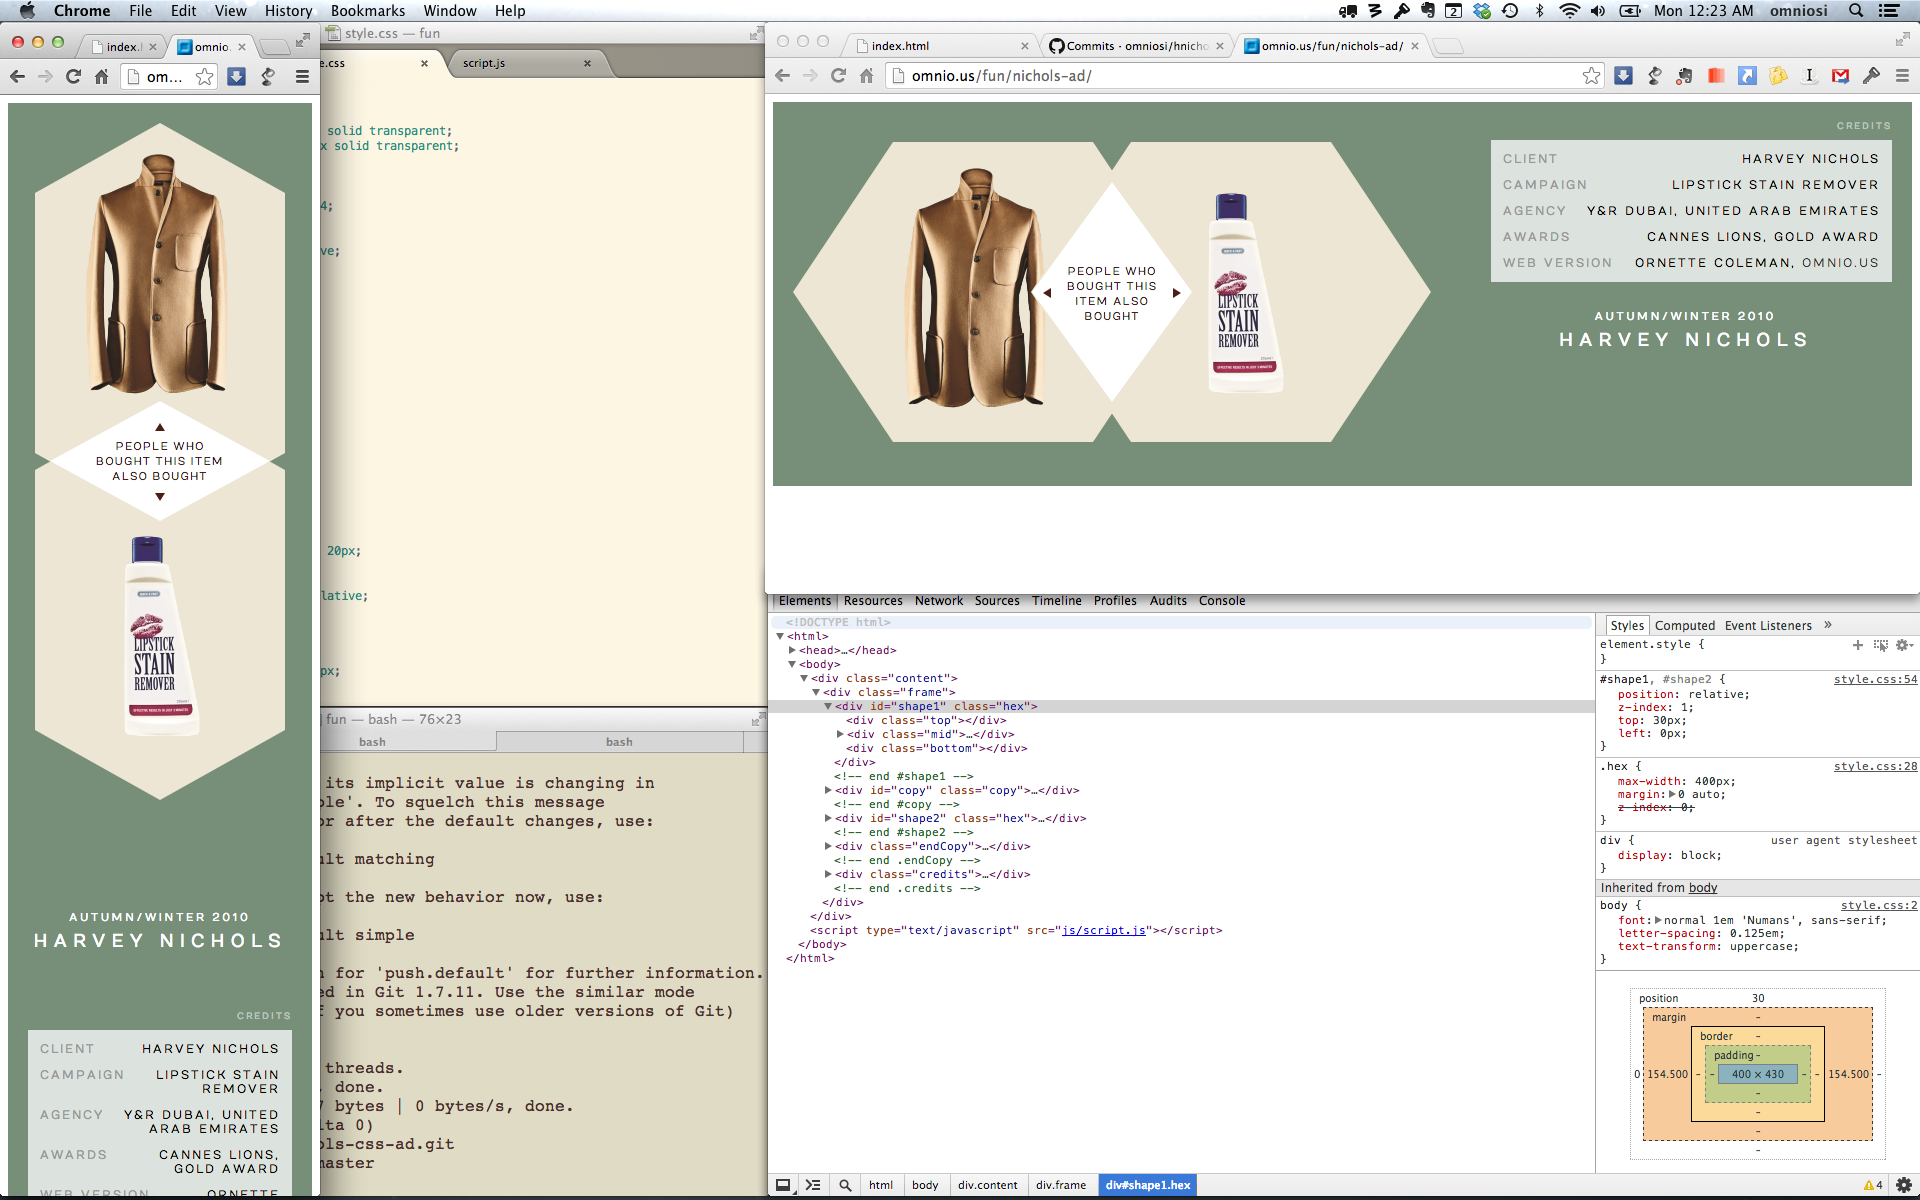 Chrome File Edit View History Bookmarks Window Help
2
Mon 12:23 AM omniosi
index.
omnio.
om...
style.css — fun
e.css
script.js
solid transparent;
x solid transparent;
4;
ve;
20px;
lative;
px;
PEOPLE WHO
BOUGHT THIS ITEM
ALSO BOUGHT
LIPSTICK
STAIN
REMOVER
AUTUMN/WINTER 2010
HARVEY NICHOLS
CREDITS
CLIENT HARVEY NICHOLS
CAMPAIGN LIPSTICK STAIN
REMOVER
AGENCY Y&R DUBAI, UNITED
ARAB EMIRATES
AWARDS CANNES LIONS,
GOLD AWARD
WEB VERSION ORNETTE
fun — bash — 76×23
bash
bash
its implicit value is changing in
ple'. To squelch this message
or after the default changes, use:
ult matching
pt the new behavior now, use:
ult simple
n for 'push.default' for further information.
ed in Git 1.7.11. Use the similar mode
f you sometimes use older versions of Git)
threads.
, done.
7 bytes | 0 bytes/s, done.
lta 0)
ols-css-ad.git
master
index.html
Commits · omniosi/hnicho
omnio.us/fun/nichols-ad/
omnio.us/fun/nichols-ad/
PEOPLE WHO
BOUGHT THIS
ITEM ALSO
BOUGHT
LIPSTICK
STAIN
REMOVER
EFFECTIVE RESULTS IN JUST 5 MINUTES
CREDITS
CLIENT HARVEY NICHOLS
CAMPAIGN LIPSTICK STAIN REMOVER
AGENCY Y&R DUBAI, UNITED ARAB EMIRATES
AWARDS CANNES LIONS, GOLD AWARD
WEB VERSION ORNETTE COLEMAN, OMNIO.US
AUTUMN/WINTER 2010
HARVEY NICHOLS
Elements Resources Network Sources Timeline Profiles Audits Console
<!DOCTYPE html>
<html>
<head>…</head>
<body>
<div class="content">
<div class="frame">
<div id="shape1" class="hex">
<div class="top"></div>
<div class="mid">…</div>
<div class="bottom"></div>
</div>
<!-- end #shape1 -->
<div id="copy" class="copy">…</div>
<!-- end #copy -->
<div id="shape2" class="hex">…</div>
<!-- end #shape2 -->
<div class="endCopy">…</div>
<!-- end .endCopy -->
<div class="credits">…</div>
<!-- end .credits -->
</div>
</div>
<script type="text/javascript" src="js/script.js"></script>
</body>
</html>
html body div.content div.frame div#shape1.hex
Styles Computed Event Listeners »
element.style {
}
#shape1, #shape2 { style.css:54
position: relative;
z-index: 1;
top: 30px;
left: 0px;
}
.hex { style.css:28
max-width: 400px;
margin: 0 auto;
z-index: 0;
}
div { user agent stylesheet
display: block;
}
Inherited from body
body { style.css:2
font: normal 1em 'Numans', sans-serif;
letter-spacing: 0.125em;
text-transform: uppercase;
}
position 30
margin -
border -
padding -
0 154.500 - - 400 × 430 - - 154.500 -
-
-
-
-
4